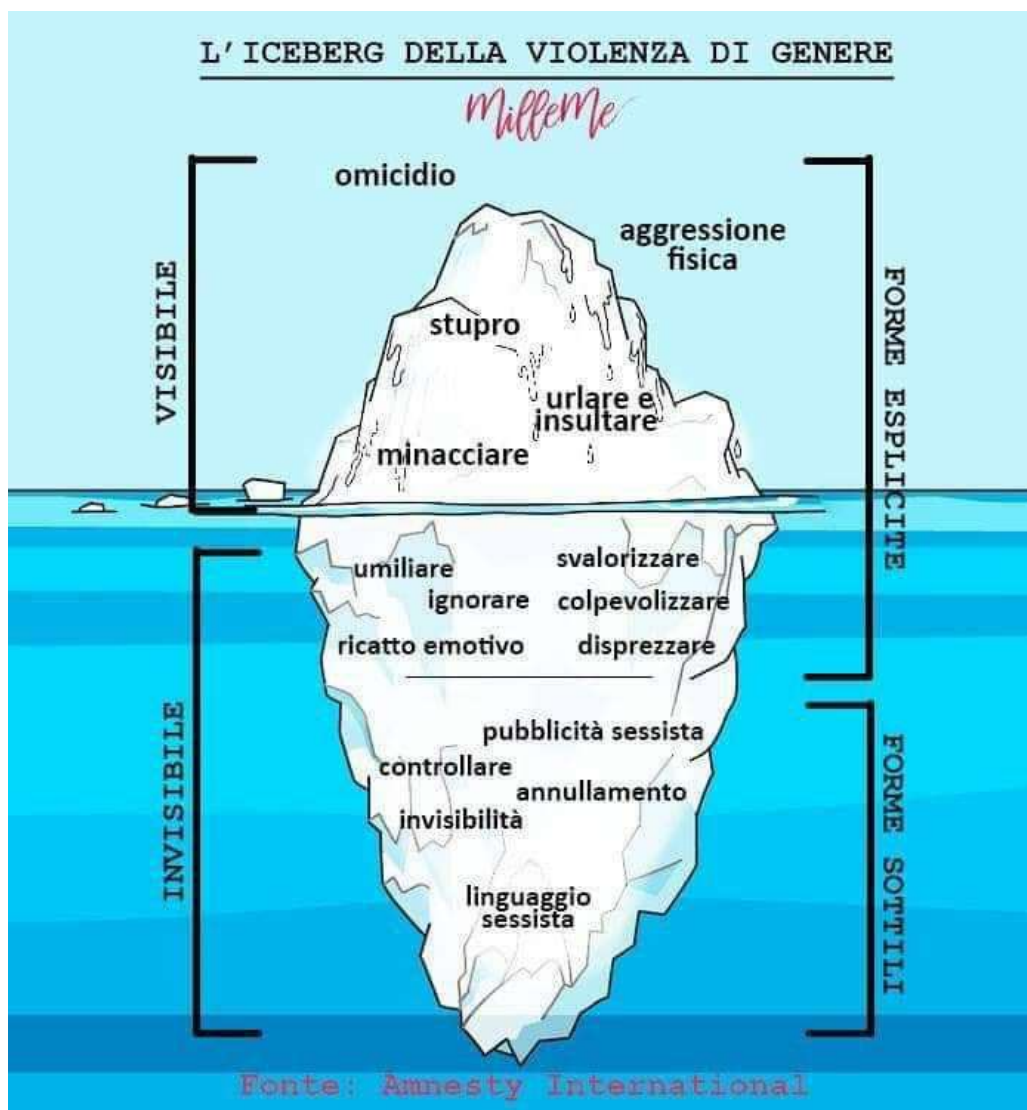 L'ICEBERG DELLA VIOLENZA DI GENERE
MilleMe
omicidio
aggressione
fisica
VISIBILE
FORME ESPLICITE
stupro
urlare e
insultare
minacciare
umiliare
svalorizzare
ignorare
colpevolizzare
ricatto emotivo
disprezzare
INVISIBILE
FORME SOTTILI
pubblicità sessista
controllare
annullamento
invisibilità
linguaggio
sessista
Fonte: Amnesty International